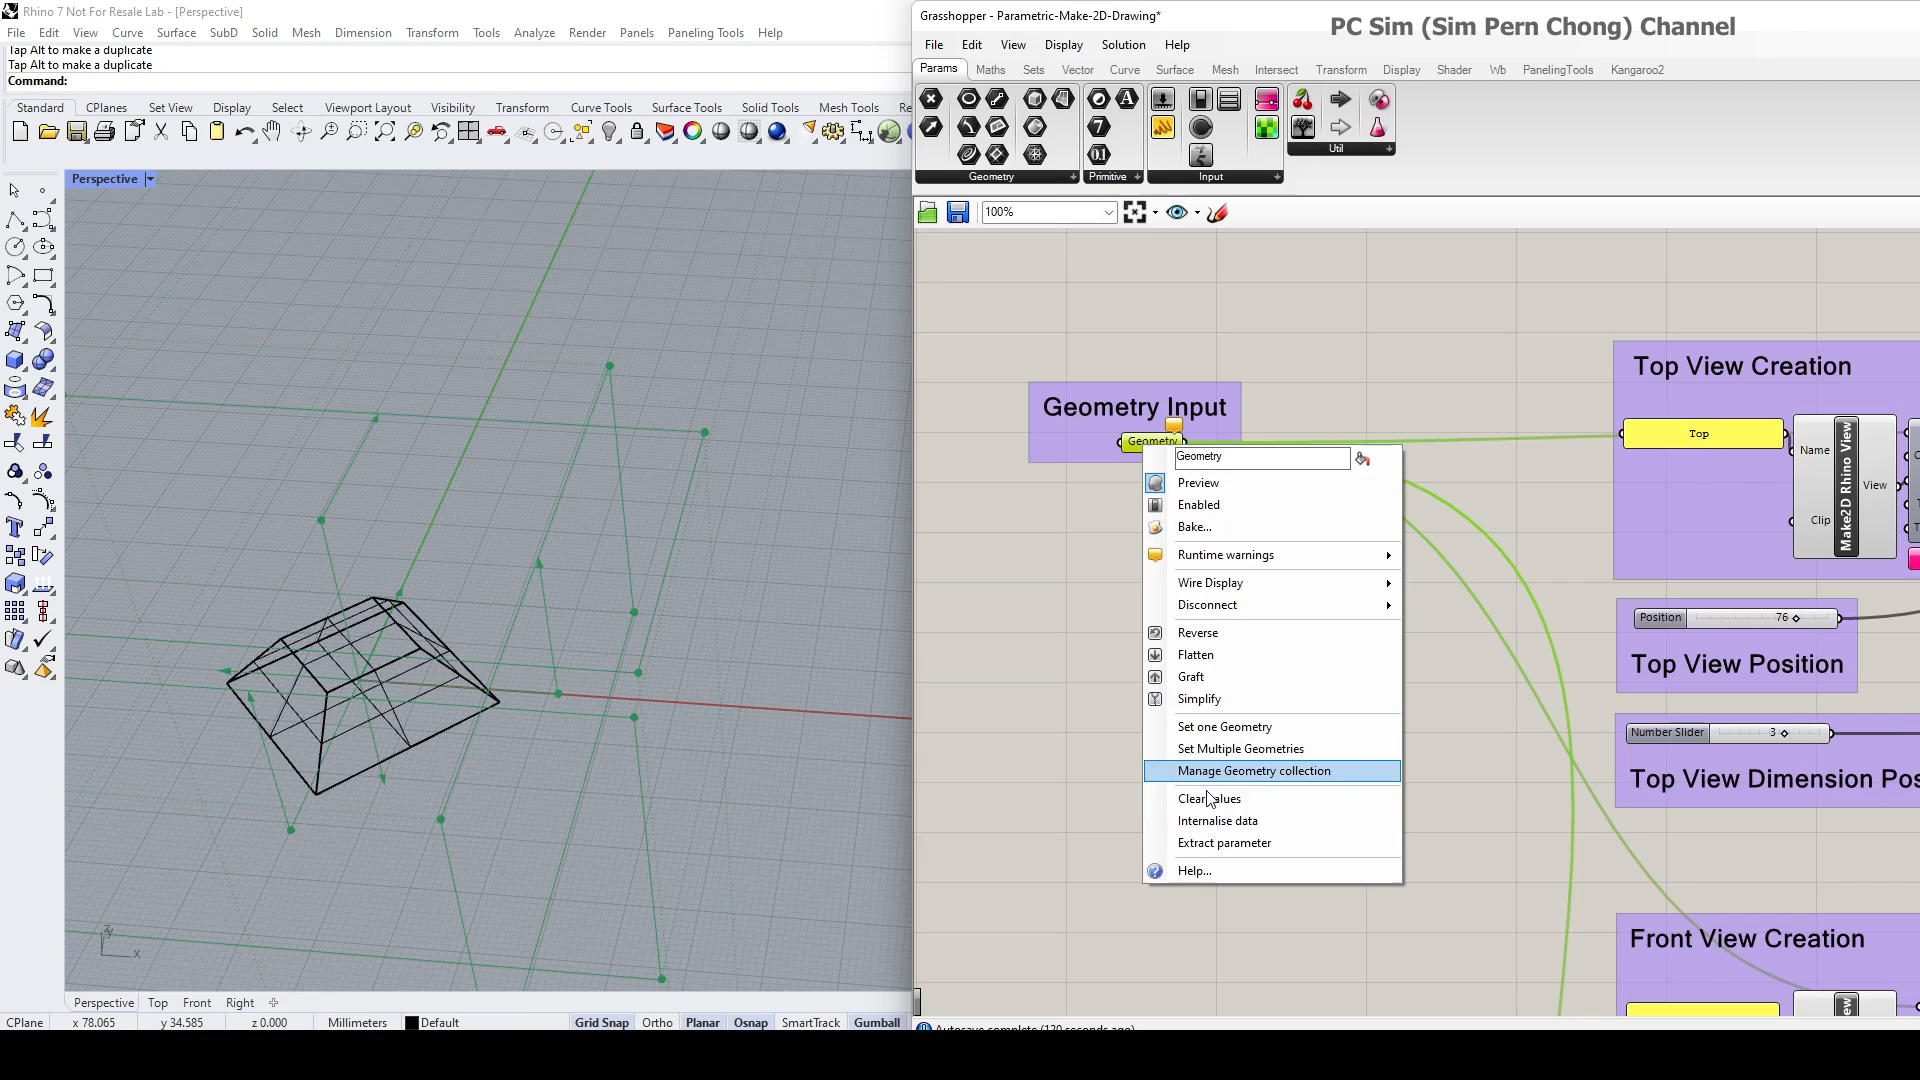 Rhino 7 Not For Resale Lab - [Perspective]
File Edit View Curve Surface SubD Solid Mesh Dimension Transform Tools Analyze Render Panels Paneling Tools Help
Tap Alt to make a duplicate
Tap Alt to make a duplicate
Command:
Standard CPlanes Set View Display Select Viewport Layout Visibility Transform Curve Tools Surface Tools Solid Tools Mesh Tools Re
Perspective
z
y
x
Perspective Top Front Right
CPlane x 78.065 y 34.585 z 0.000 Millimeters Default Grid Snap Ortho Planar Osnap SmartTrack Gumball
Grasshopper - Parametric-Make-2D-Drawing*
PC Sim (Sim Pern Chong) Channel
File Edit View Display Solution Help
Params Maths Sets Vector Curve Surface Mesh Intersect Transform Display Shader Wb PanelingTools Kangaroo2
Geometry Primitive Input Util
100%
Geometry Input
Geometry
Geometry
Preview
Enabled
Bake...
Runtime warnings
Wire Display
Disconnect
Reverse
Flatten
Graft
Simplify
Set one Geometry
Set Multiple Geometries
Manage Geometry collection
Clear values
Internalise data
Extract parameter
Help...
Top View Creation
Top
Name
Clip
Make2D Rhino View
View
Position 76
Top View Position
Number Slider 3
Top View Dimension Pos
Front View Creation
Autosave complete (120 seconds ago)